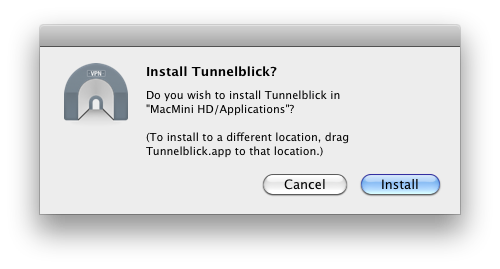 VPN
Install Tunnelblick?
Do you wish to install Tunnelblick in
"MacMini HD/Applications"?
(To install to a different location, drag
Tunnelblick.app to that location.)
Cancel
Install